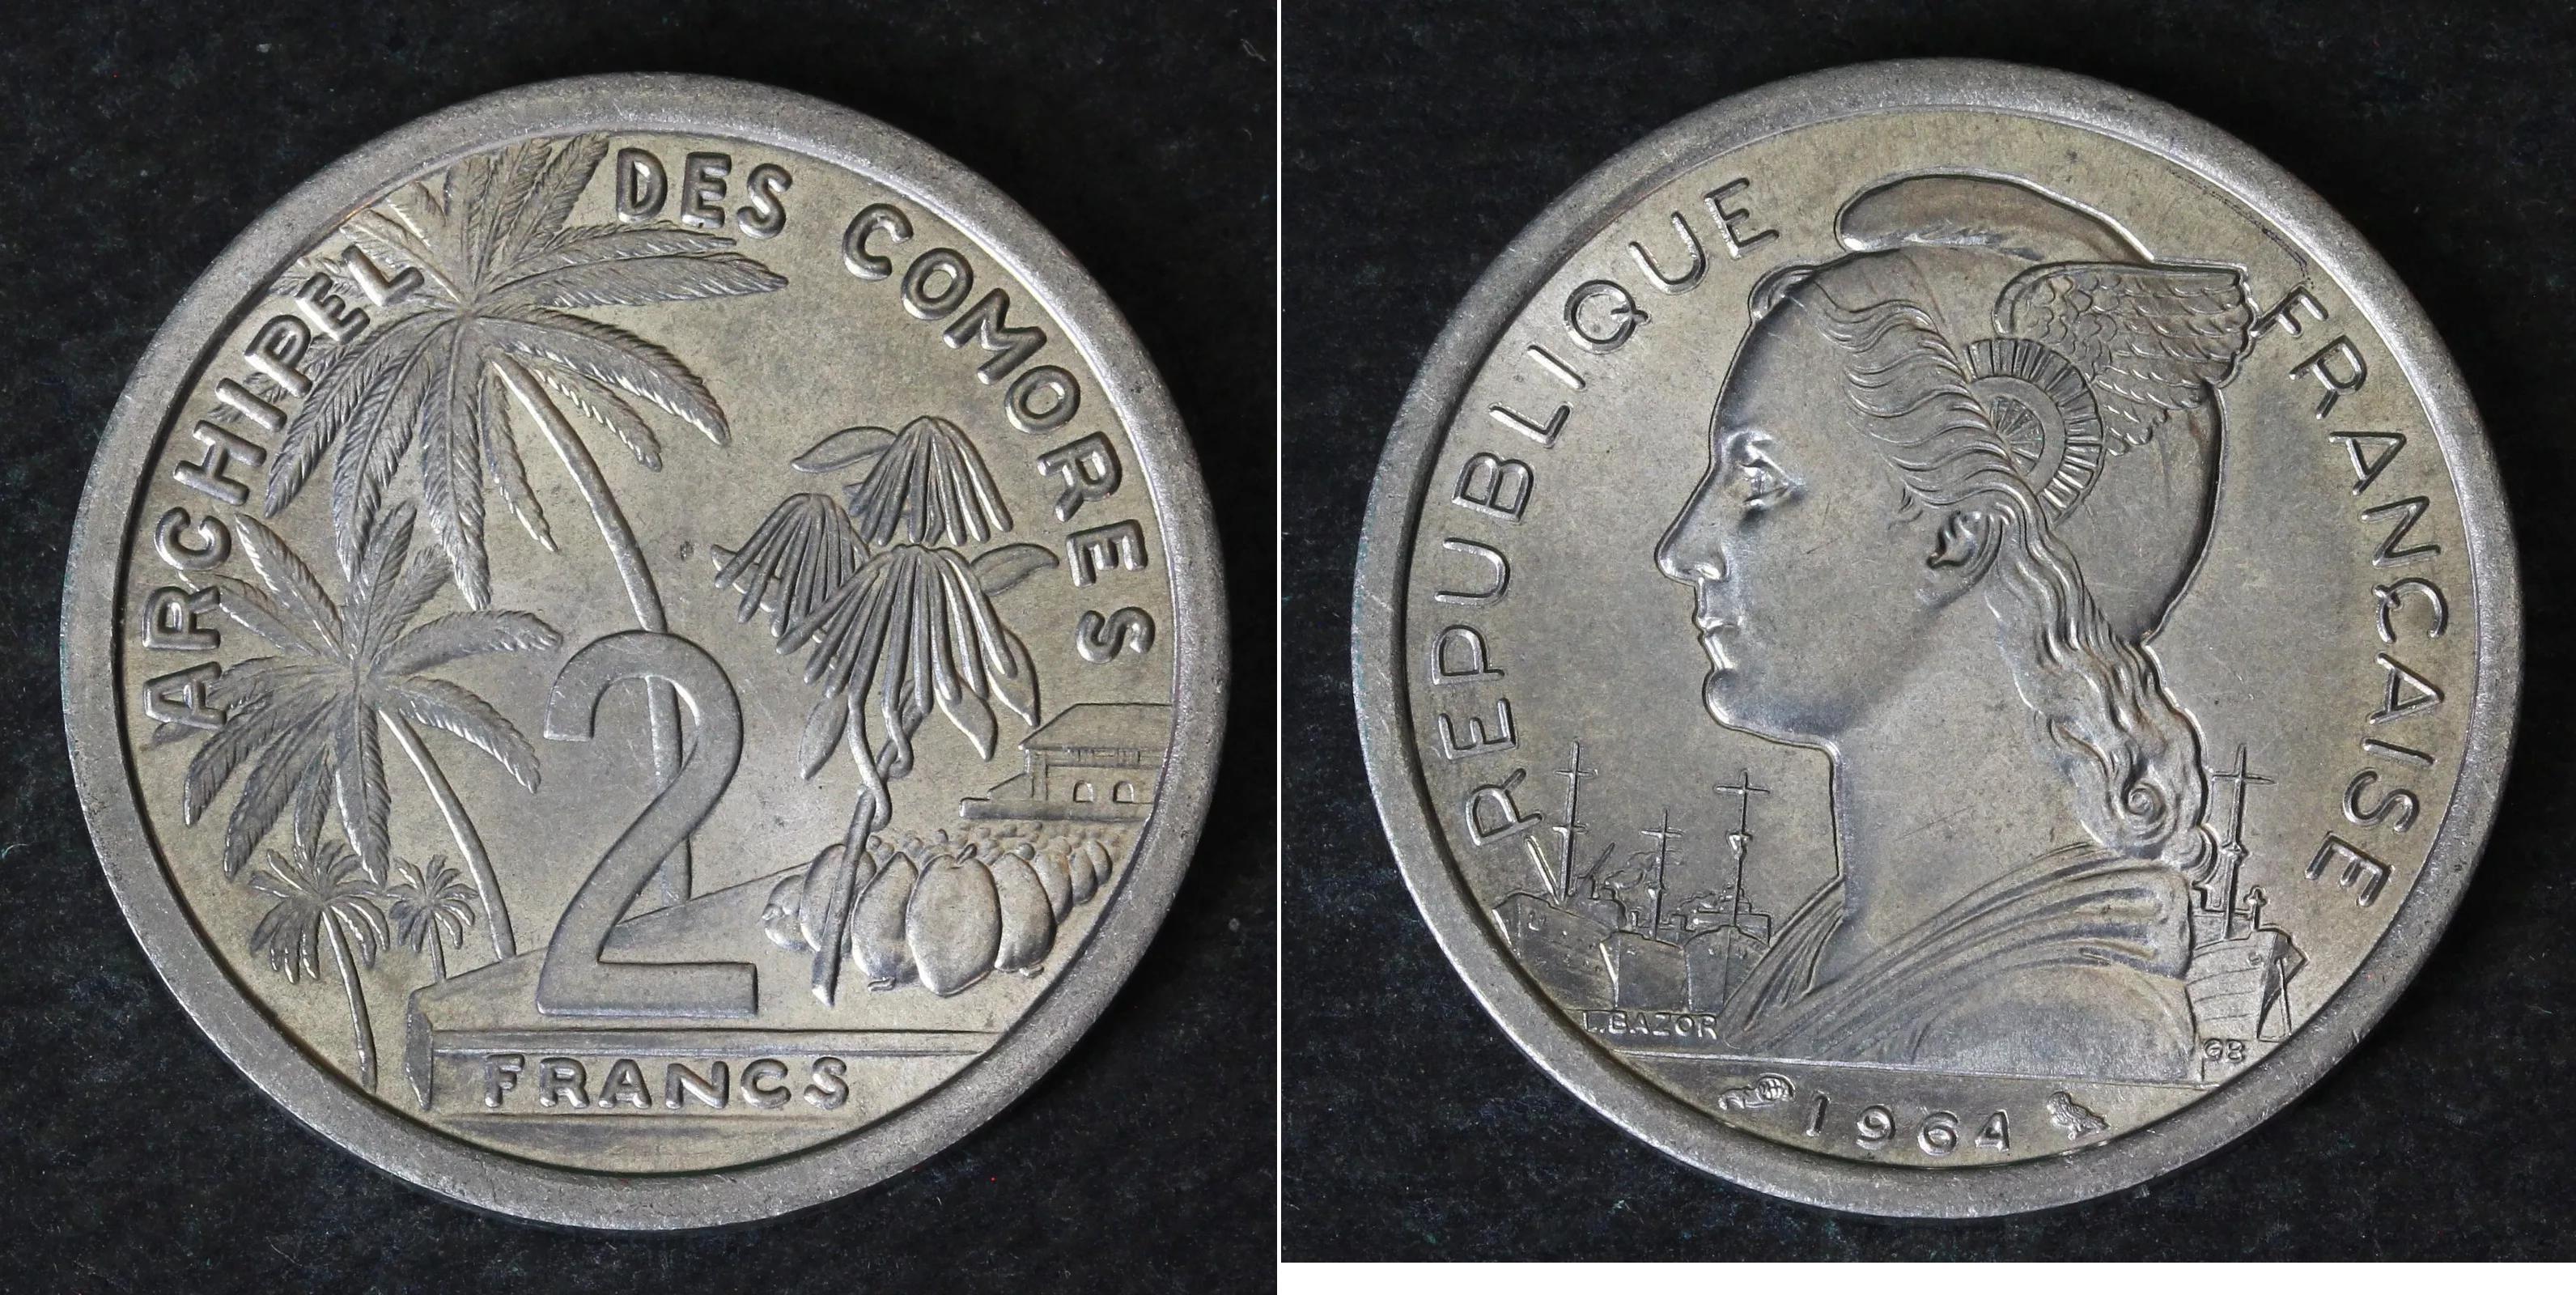 ARCHIPEL DES COMORES
2
FRANCS
REPUBLIQUE FRANÇAISE
L.BAZOR
GB
1964